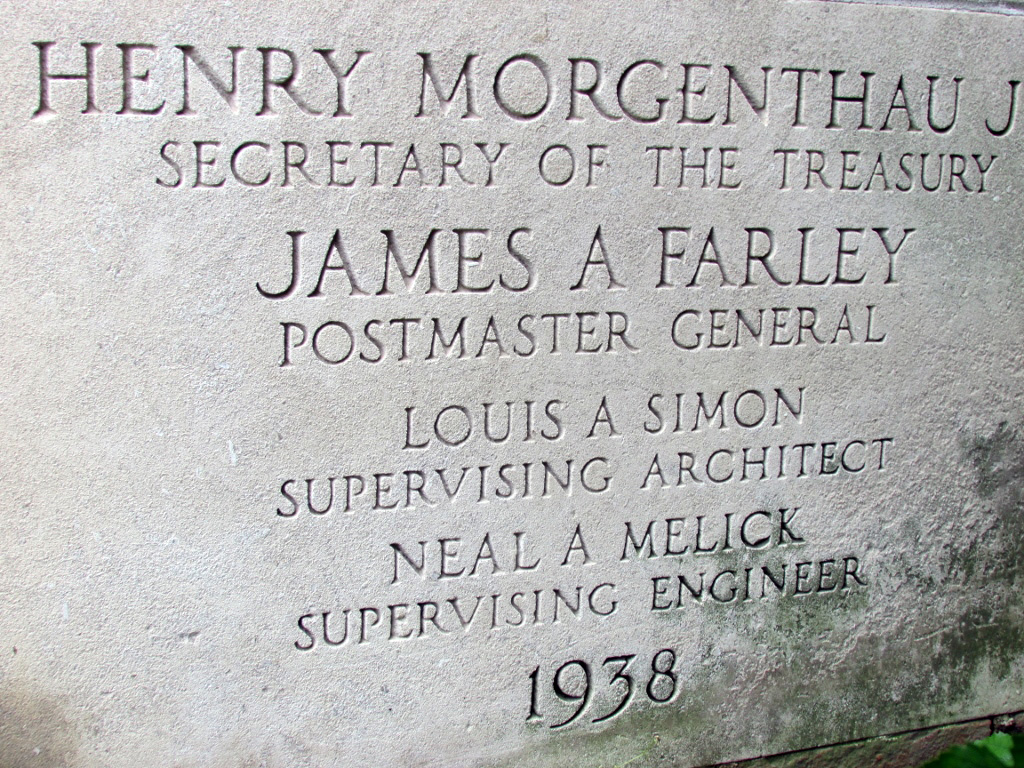 HENRY MORGENTHAU J
SECRETARY OF THE TREASURY
JAMES A FARLEY
POSTMASTER GENERAL
LOUIS A SIMON
SUPERVISING ARCHITECT
NEAL A MELICK
SUPERVISING ENGINEER
1938